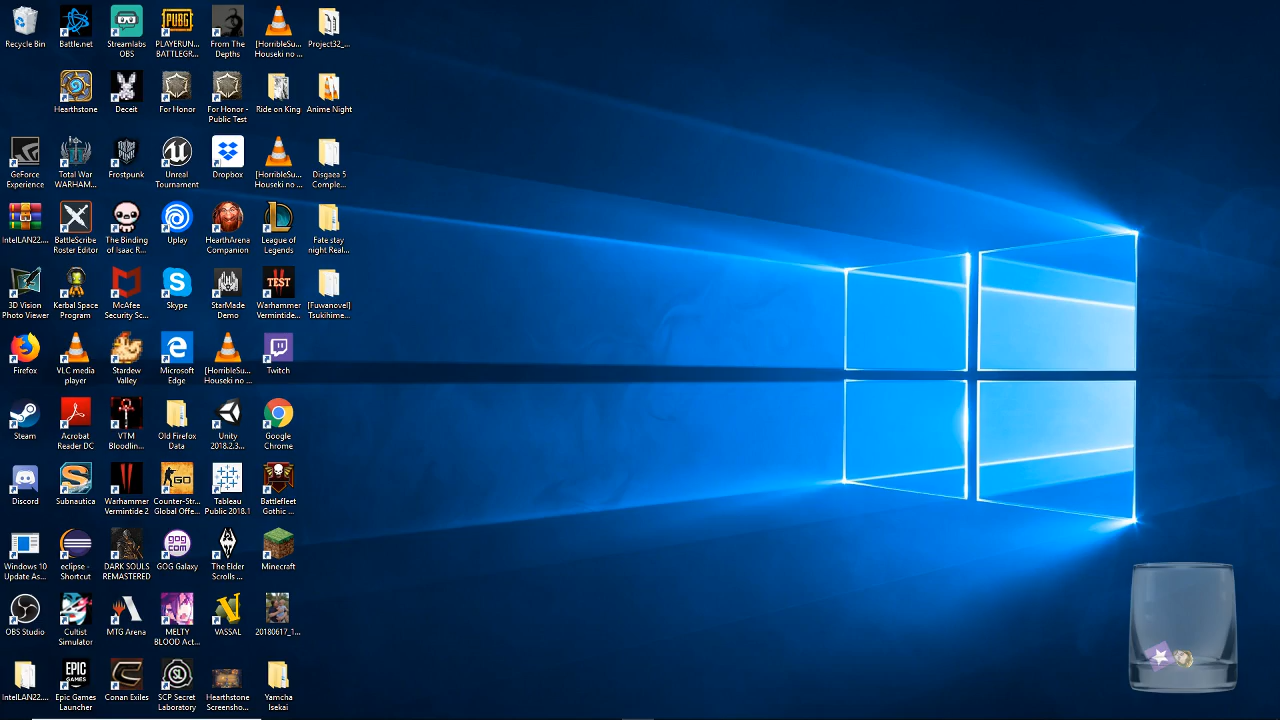 Recycle Bin
Battle.net
Streamlabs
OBS
PLAYERUN...
BATTLEGR...
From The
Depths
[HorribleSu...
Houseki no ...
Project32_...
Hearthstone
Deceit
For Honor
For Honor -
Public Test
Ride on King
Anime Night
GeForce
Experience
Total War
WARHAM...
Frostpunk
Unreal
Tournament
Dropbox
[HorribleSu...
Houseki no ...
Disgaea 5
Comple...
IntelLAN22....
BattleScribe
Roster Editor
The Binding
of Isaac R...
Uplay
HearthArena
Companion
League of
Legends
Fate stay
night Real...
3D Vision
Photo Viewer
Kerbal Space
Program
McAfee
Security Sc...
Skype
StarMade
Demo
TEST
Warhammer
Vermintide...
[Fuwanovel]
Tsukihime...
Firefox
VLC media
player
Stardew
Valley
Microsoft
Edge
[HorribleSu...
Houseki no ...
Twitch
Steam
Acrobat
Reader DC
VTM
Bloodlin...
Old Firefox
Data
Unity
2018.2.3...
Google
Chrome
Discord
Subnautica
Warhammer
Vermintide 2
GO
Counter-Str...
Global Offe...
Tableau
Public 2018.1
Battlefleet
Gothic ...
Windows 10
Update As...
eclipse -
Shortcut
DARK SOULS
REMASTERED
GOG
COM
GOG Galaxy
The Elder
Scrolls ...
Minecraft
OBS Studio
Cultist
Simulator
MTG Arena
MELTY
BLOOD Act...
VASSAL
20180617_1...
IntelLAN22....
EPIC
GAMES
Epic Games
Launcher
Conan Exiles
SL
SCP Secret
Laboratory
Hearthstone
Screensho...
Yamcha
Isekai